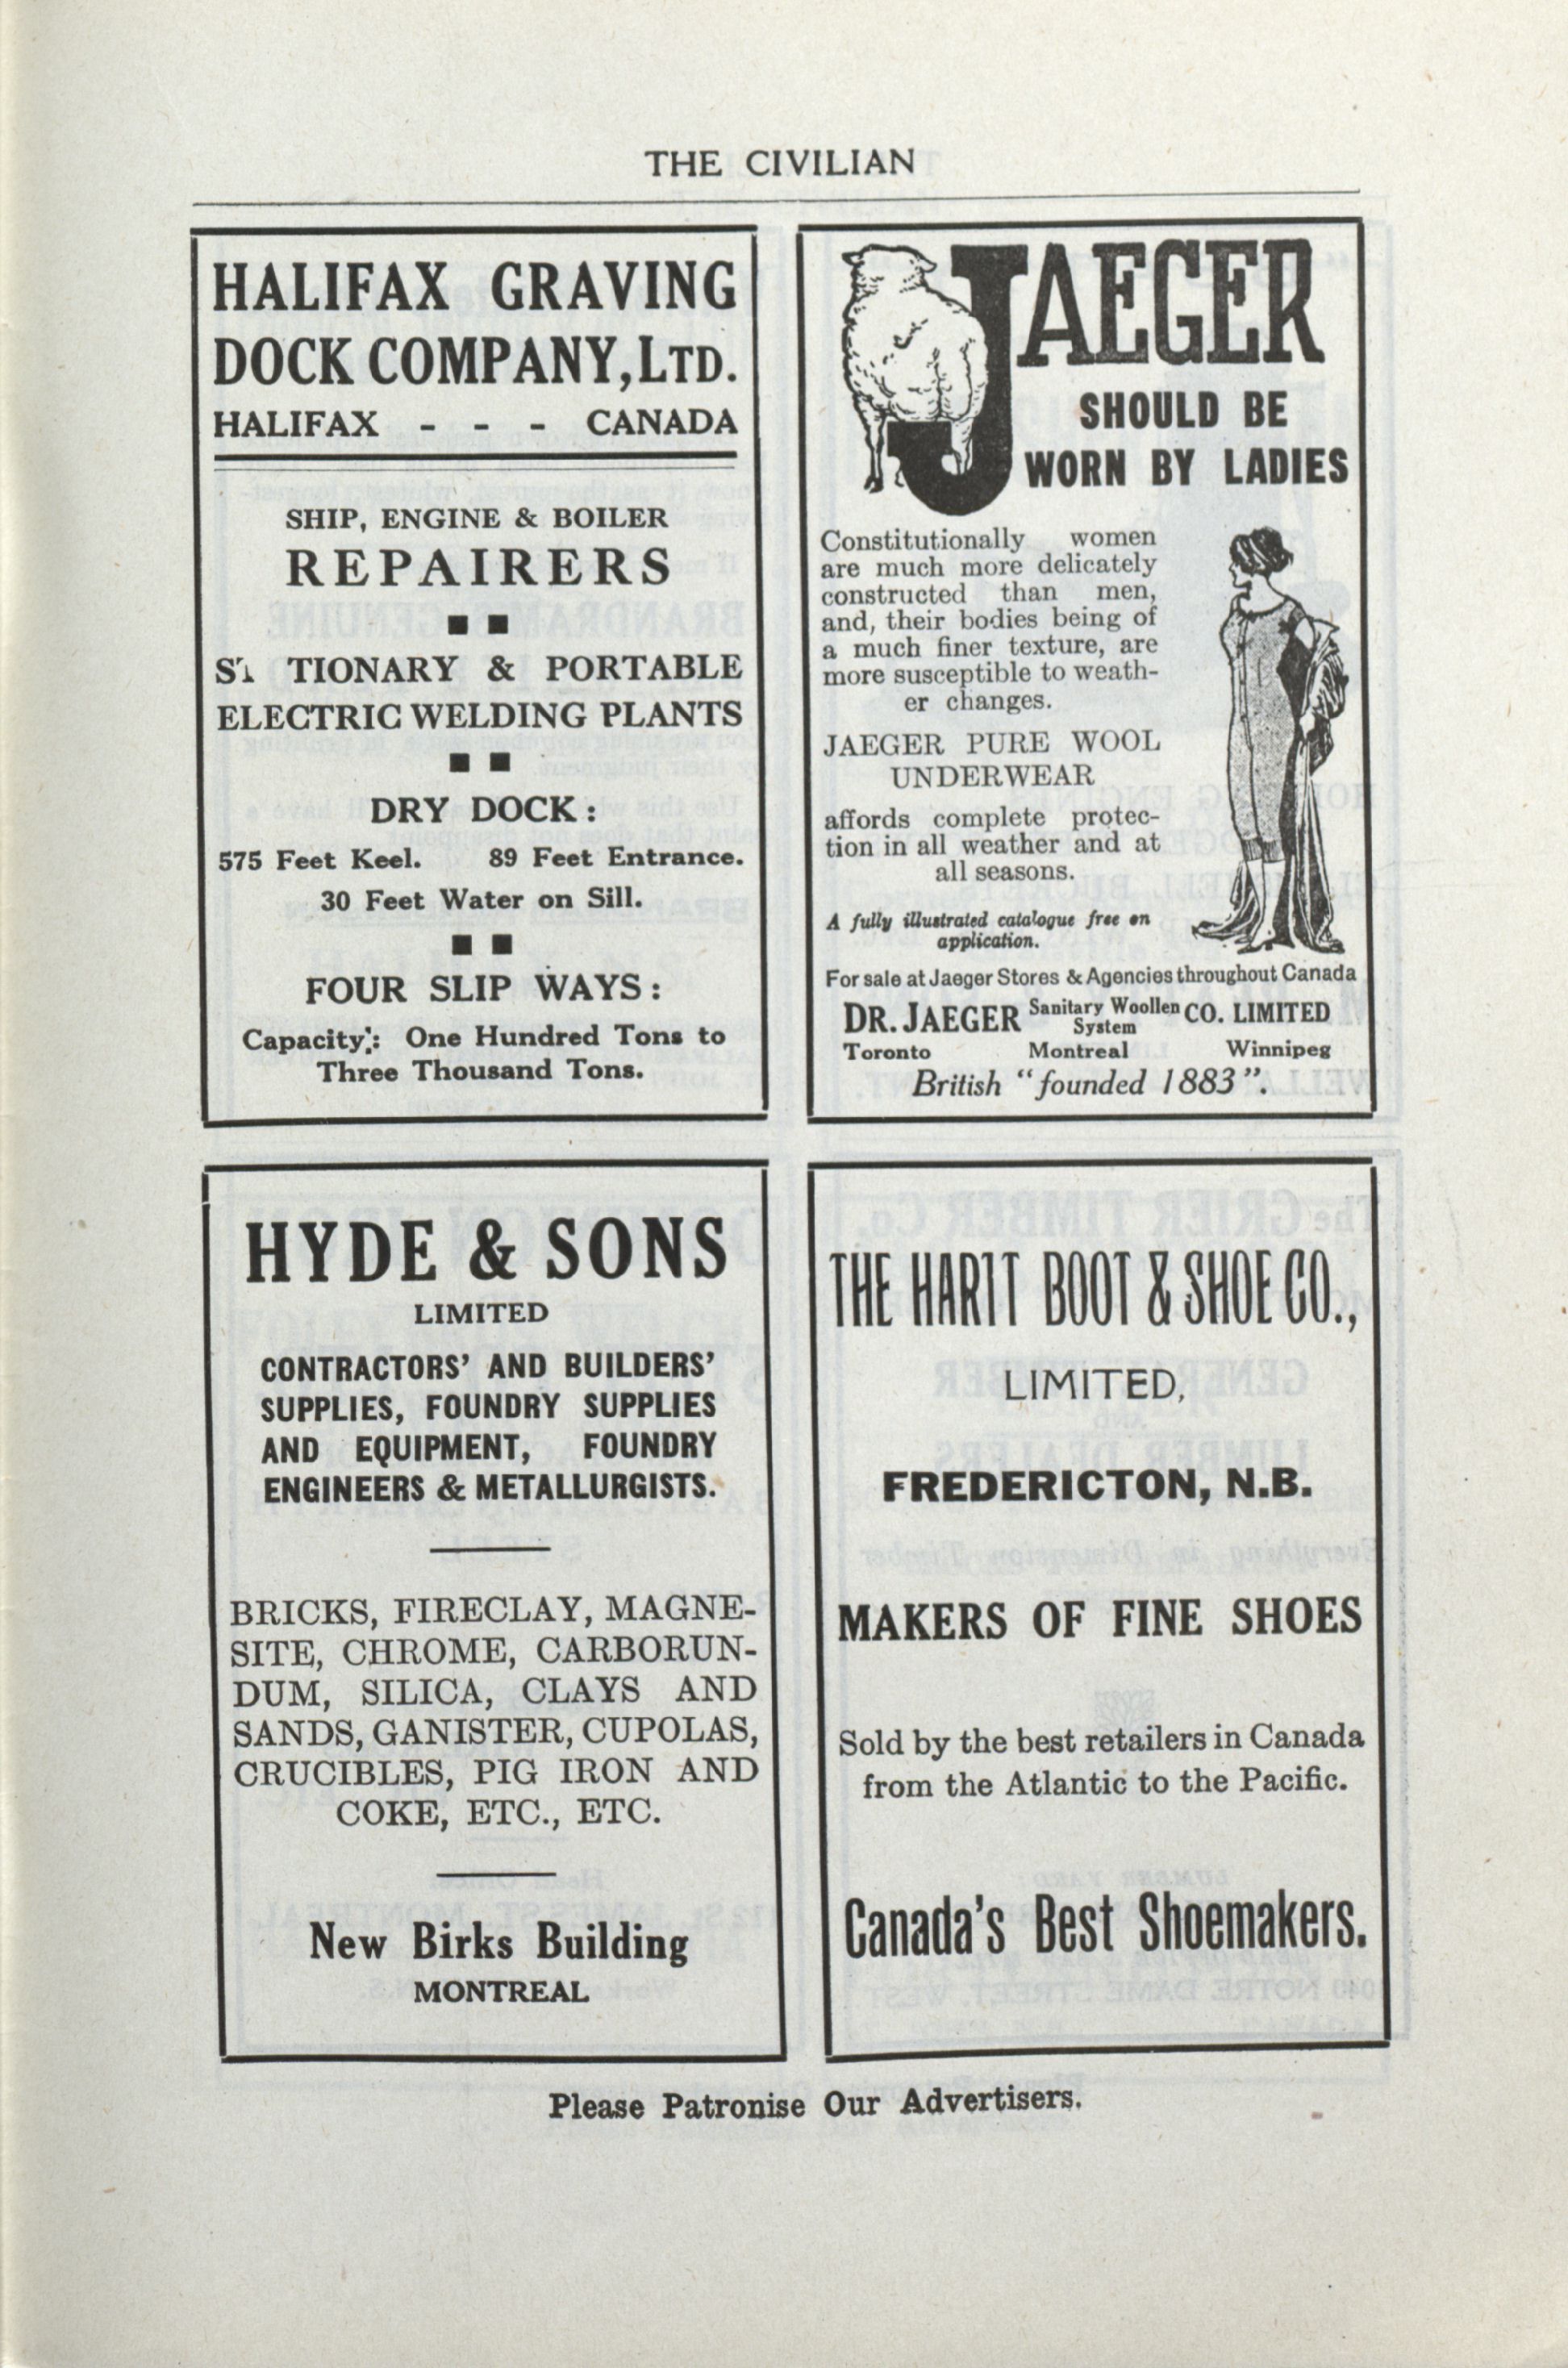 THE CIVILIAN
HALIFAX GRAVING
DOCK COMPANY, LTD.
HALIFAX - - - CANADA
SHIP, ENGINE & BOILER
REPAIRERS
STATIONARY & PORTABLE
ELECTRIC WELDING PLANTS
DRY DOCK:
575 Feet Keel. 89 Feet Entrance.
30 Feet Water on Sill.
FOUR SLIP WAYS:
Capacity: One Hundred Tons to
Three Thousand Tons.
JAEGER
SHOULD BE
WORN BY LADIES
Constitutionally women
are much more delicately
constructed than men,
and, their bodies being of
a much finer texture, are
more susceptible to weath-
er changes.
JAEGER PURE WOOL
UNDERWEAR
affords complete protec-
tion in all weather and at
all seasons.
A fully illustrated catalogue free on
application.
For sale at Jaeger Stores & Agencies throughout Canada
DR. JAEGER Sanitary Woollen System CO. LIMITED
Toronto Montreal Winnipeg
British "founded 1883".
HYDE & SONS
LIMITED
CONTRACTORS' AND BUILDERS'
SUPPLIES, FOUNDRY SUPPLIES
AND EQUIPMENT, FOUNDRY
ENGINEERS & METALLURGISTS.
BRICKS, FIRECLAY, MAGNE-
SITE, CHROME, CARBORUN-
DUM, SILICA, CLAYS AND
SANDS, GANISTER, CUPOLAS,
CRUCIBLES, PIG IRON AND
COKE, ETC., ETC.
New Birks Building
MONTREAL
THE HARTT BOOT & SHOE CO.,
LIMITED,
FREDERICTON, N.B.
MAKERS OF FINE SHOES
Sold by the best retailers in Canada
from the Atlantic to the Pacific.
Canada's Best Shoemakers.
Please Patronise Our Advertisers.